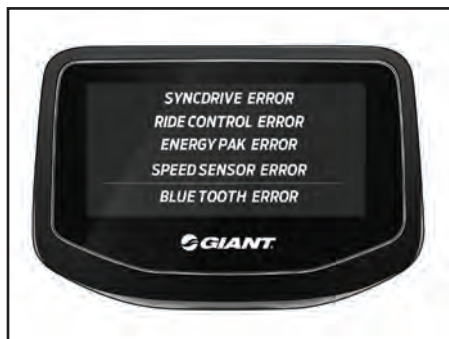 SYNCDRIVE ERROR
RIDE CONTROL ERROR
ENERGY PAK ERROR
SPEED SENSOR ERROR
BLUE TOOTH ERROR
GIANT